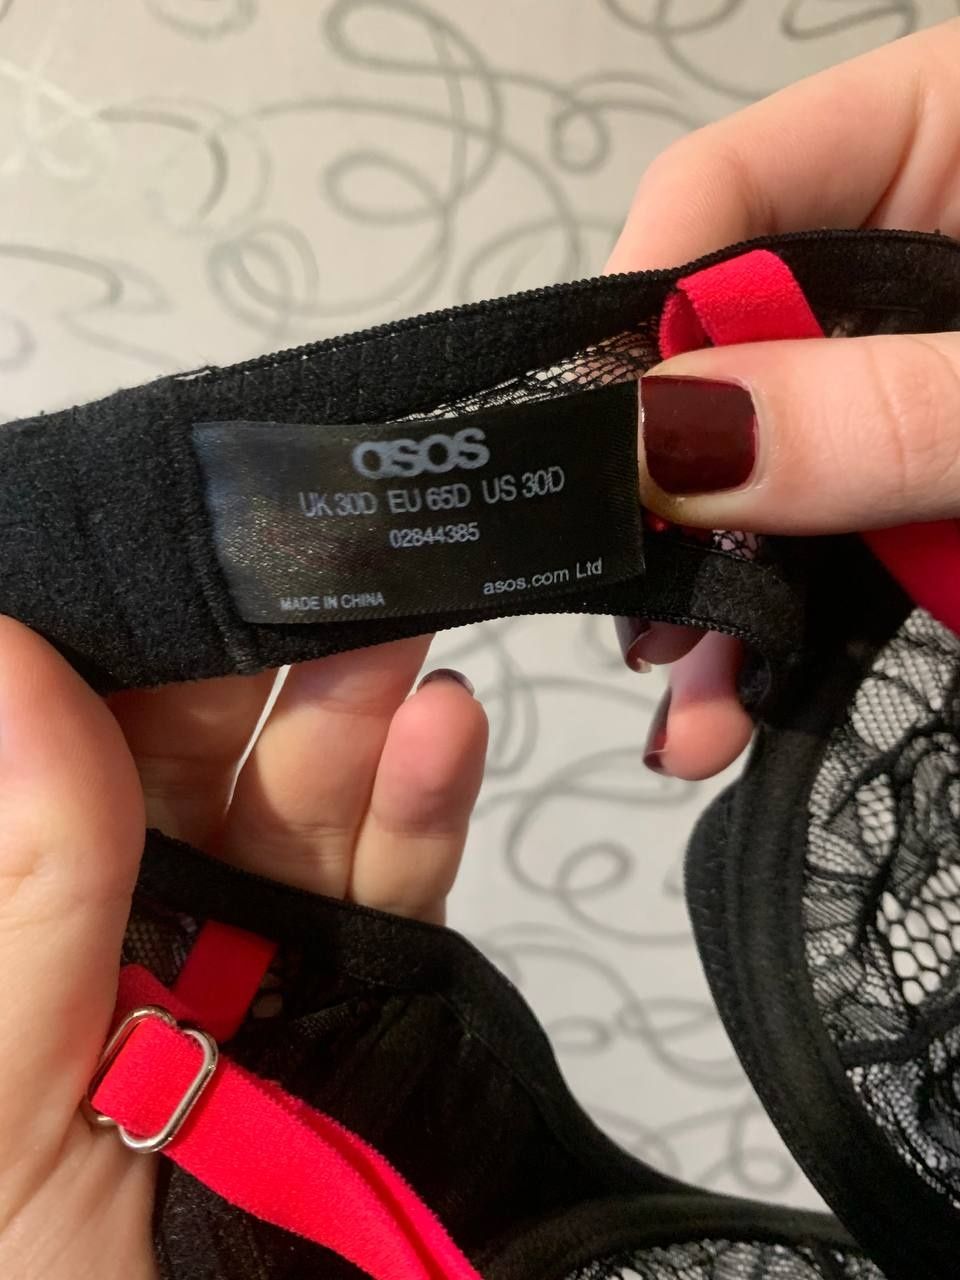 asos
UK 30D EU 65D US 30D
02844385
asos.com Ltd
MADE IN CHINA